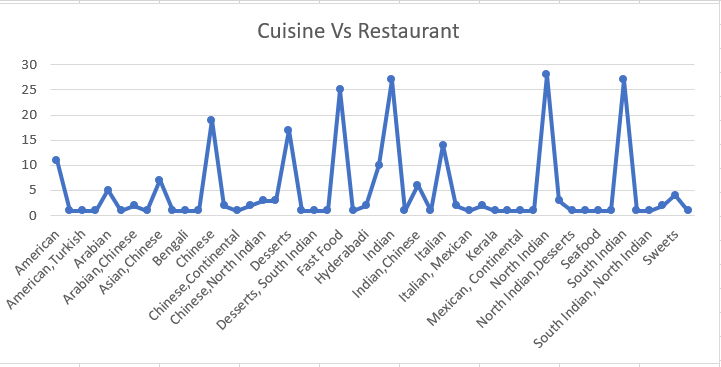 Cuisine Vs Restaurant
30
25
20
15
10
5
0
American
American,Turkish
Arabian
Arabian,Chinese
Asian,Chinese
Bengali
Chinese
Chinese,Continental
Chinese,North Indian
Desserts
Desserts, South Indian
Fast Food
Hyderabadi
Indian
Indian,Chinese
Italian
Italian, Mexican
Kerala
Mexican, Continental
North Indian
North Indian,Desserts
Seafood
South Indian
South Indian, North Indian
Sweets